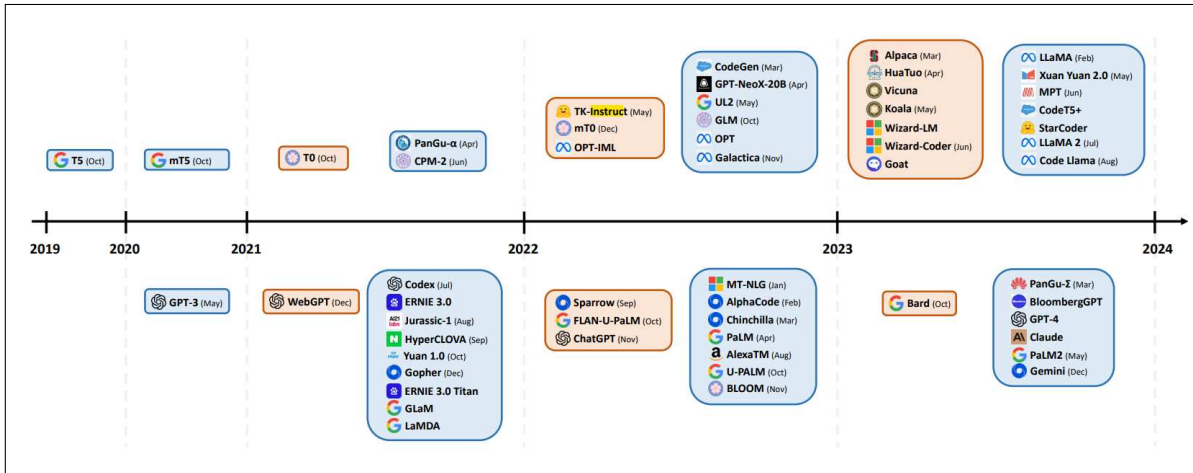 Alpaca (Mar)
HuaTuo (Apr)
Vicuna
Koala (May)
Wizard-LM
Wizard-Coder (Jun)
Goat
LLaMA (Feb)
Xuan Yuan 2.0 (May)
MPT (Jun)
CodeT5+
StarCoder
LLaMA 2 (Jul)
Code Llama (Aug)
CodeGen (Mar)
GPT-NeoX-20B (Apr)
UL2 (May)
GLM (Oct)
OPT
Galactica (Nov)
TK-Instruct (May)
mT0 (Dec)
OPT-IML
T5 (Oct)
mT5 (Oct)
T0 (Oct)
PanGu-α (Apr)
CPM-2 (Jun)
2019
2020
2021
2022
2023
2024
GPT-3 (May)
WebGPT (Dec)
Codex (Jul)
ERNIE 3.0
AI21 labs
Jurassic-1 (Aug)
HyperCLOVA (Sep)
Yuan 1.0 (Oct)
Gopher (Dec)
ERNIE 3.0 Titan
GLaM
LaMDA
Sparrow (Sep)
FLAN-U-PaLM (Oct)
ChatGPT (Nov)
MT-NLG (Jan)
AlphaCode (Feb)
Chinchilla (Mar)
PaLM (Apr)
AlexaTM (Aug)
U-PALM (Oct)
BLOOM (Nov)
Bard (Oct)
PanGu-Σ (Mar)
BloombergGPT
GPT-4
Claude
PaLM2 (May)
Gemini (Dec)